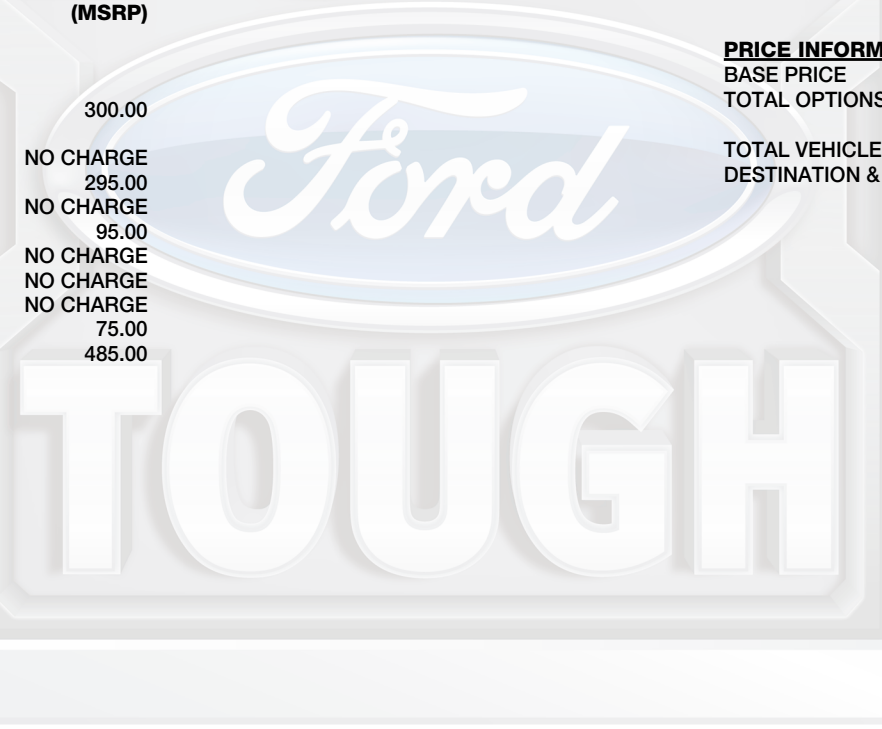 (MSRP)
300.00
NO CHARGE
295.00
NO CHARGE
95.00
NO CHARGE
NO CHARGE
NO CHARGE
75.00
485.00
PRICE INFORM
BASE PRICE
TOTAL OPTIONS
TOTAL VEHICLE
DESTINATION &
Ford
TOUGH